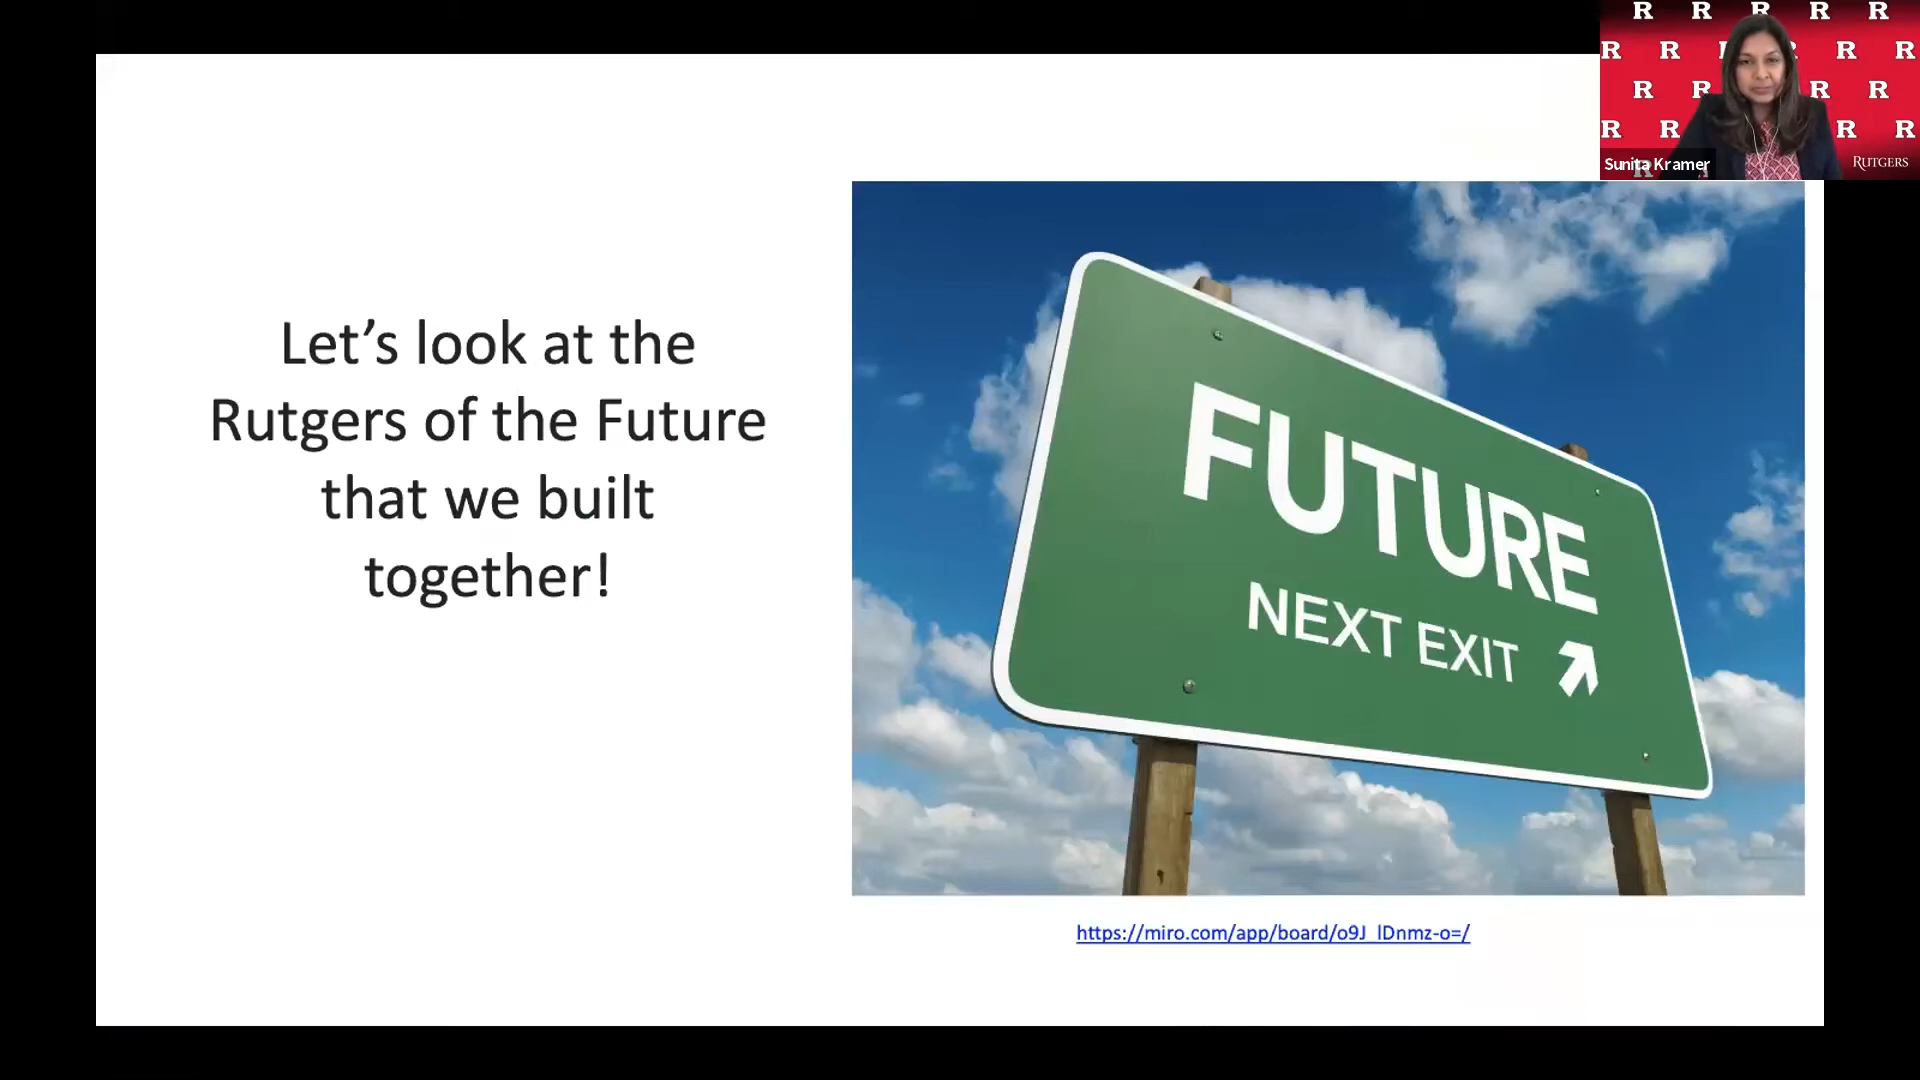 R R R R R
R R R R R
R R R R
R R R R R
Sunita Kramer
RUTGERS
Let’s look at the
Rutgers of the Future
that we built
together!
FUTURE
NEXT EXIT
https://miro.com/app/board/o9J_lDnmz-o=/